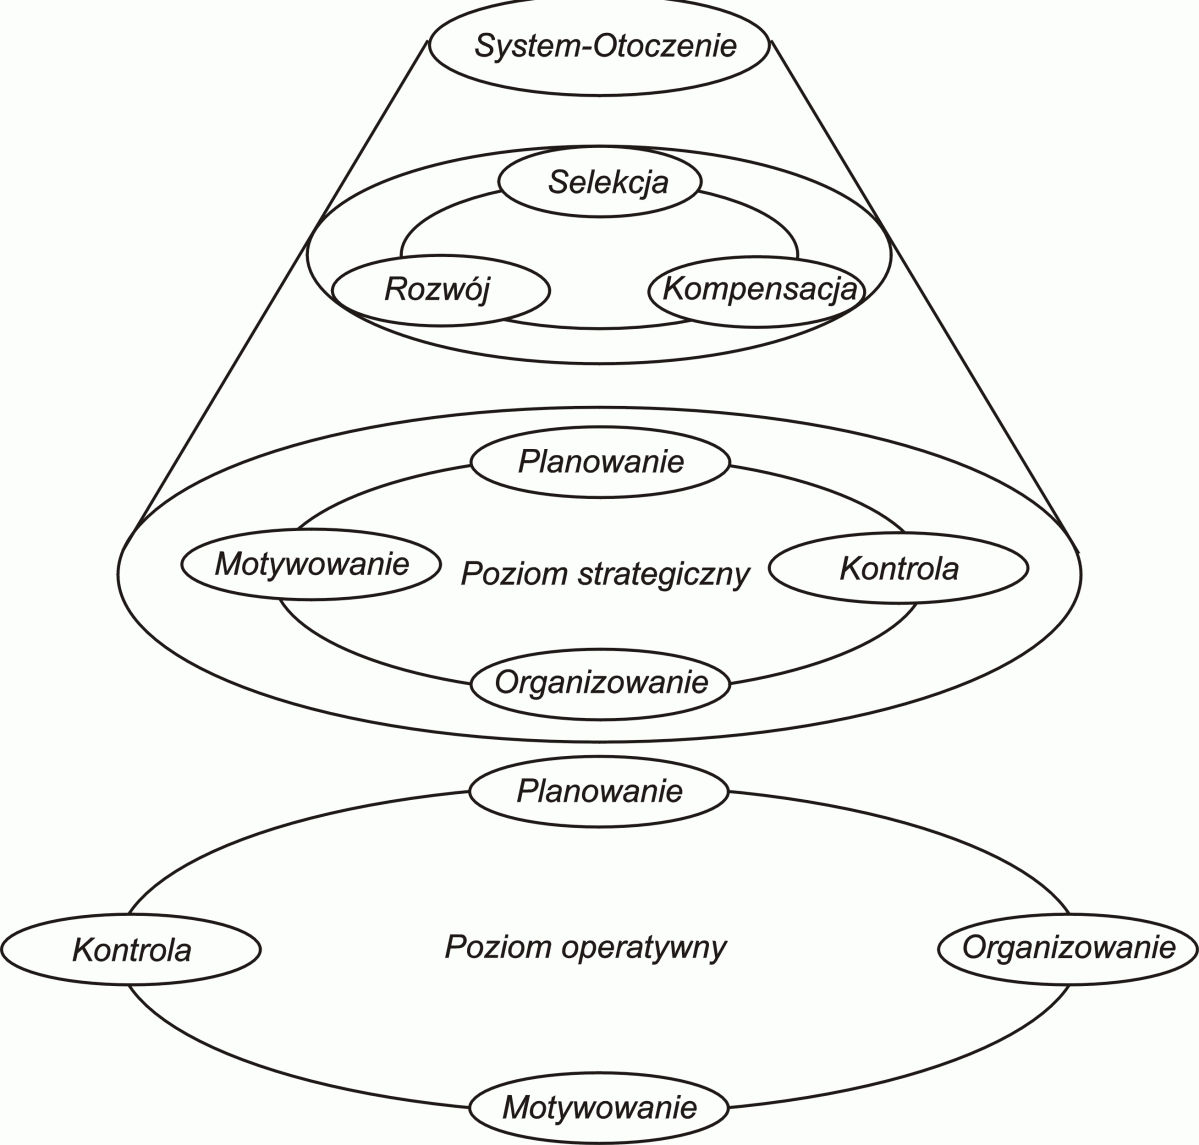 System-Otoczenie
Selekcja
Rozwój
Kompensacja
Planowanie
Motywowanie
Poziom strategiczny
Kontrola
Organizowanie
Planowanie
Kontrola
Poziom operatywny
Organizowanie
Motywowanie